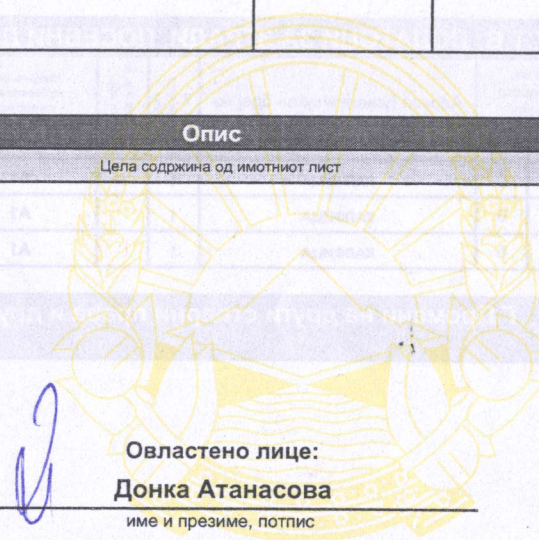 Опис
Цела содржина од имотниот лист
Овластено лице:
Донка Атанасова
име и презиме, потпис